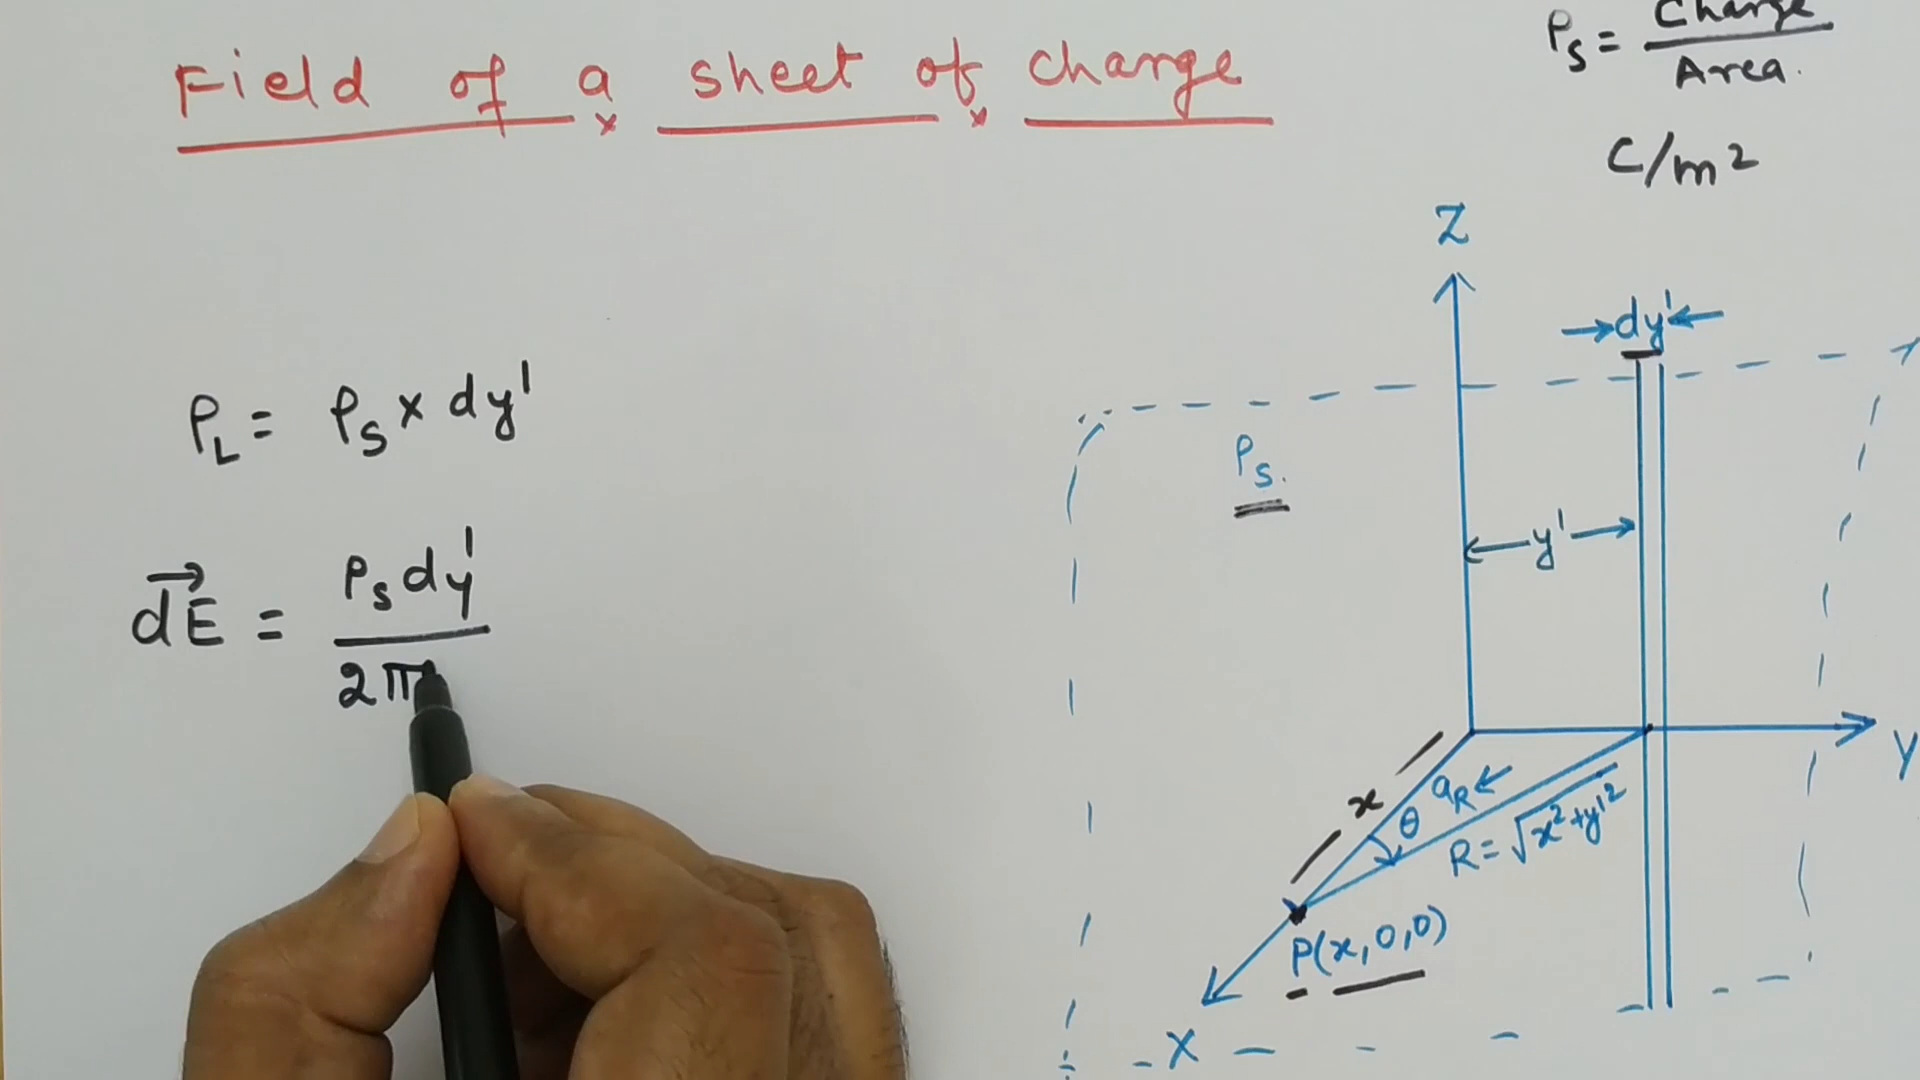 Field of a sheet of charge
ρs = Charge / Area.
C/m²
ρL = ρs x dy'
dE⃗ = ρs dy' / 2π
Z
dy'
ρs.
y'
x
aR
θ
R = √x²+y'²
y
P(x,0,0)
X